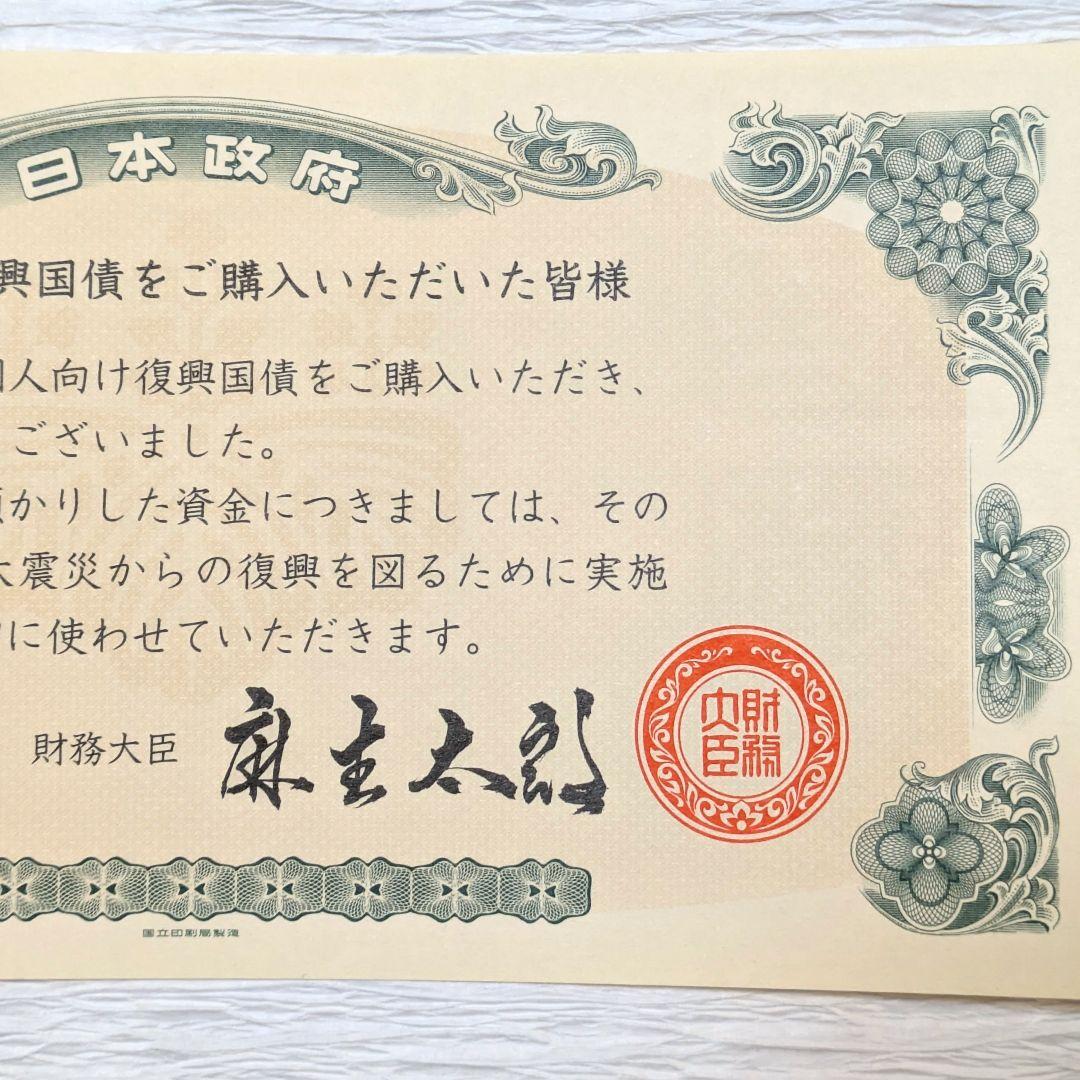 日本政府
興国債をご購入いただいた皆様
人向け復興国債をご購入いただき、
ございました。
かりした資金につきましては、その
大震災からの復興を図るために実施
に使わせていただきます。
財務大臣 麻生太郎
財務
大臣
国立印刷局製造